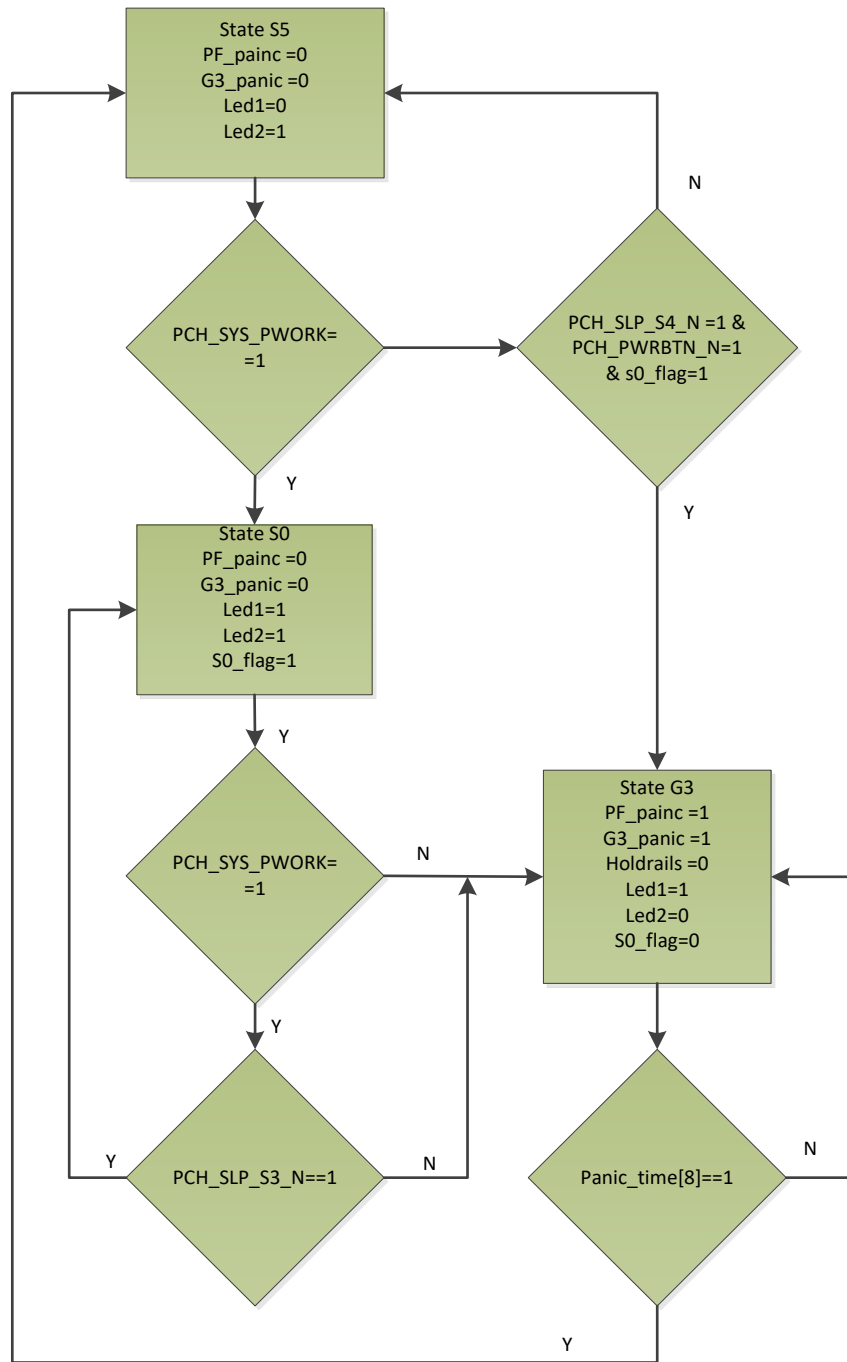 State S5
PF_painc =0
G3_panic =0
Led1=0
Led2=1
N
PCH_SYS_PWORK=
=1
PCH_SLP_S4_N =1 &
PCH_PWRBTN_N=1
& s0_flag=1
Y
Y
State S0
PF_painc =0
G3_panic =0
Led1=1
Led2=1
S0_flag=1
Y
State G3
PF_painc =1
G3_panic =1
Holdrails =0
Led1=1
Led2=0
S0_flag=0
PCH_SYS_PWORK=
=1
N
Y
PCH_SLP_S3_N==1
Y
N
Panic_time[8]==1
N
Y